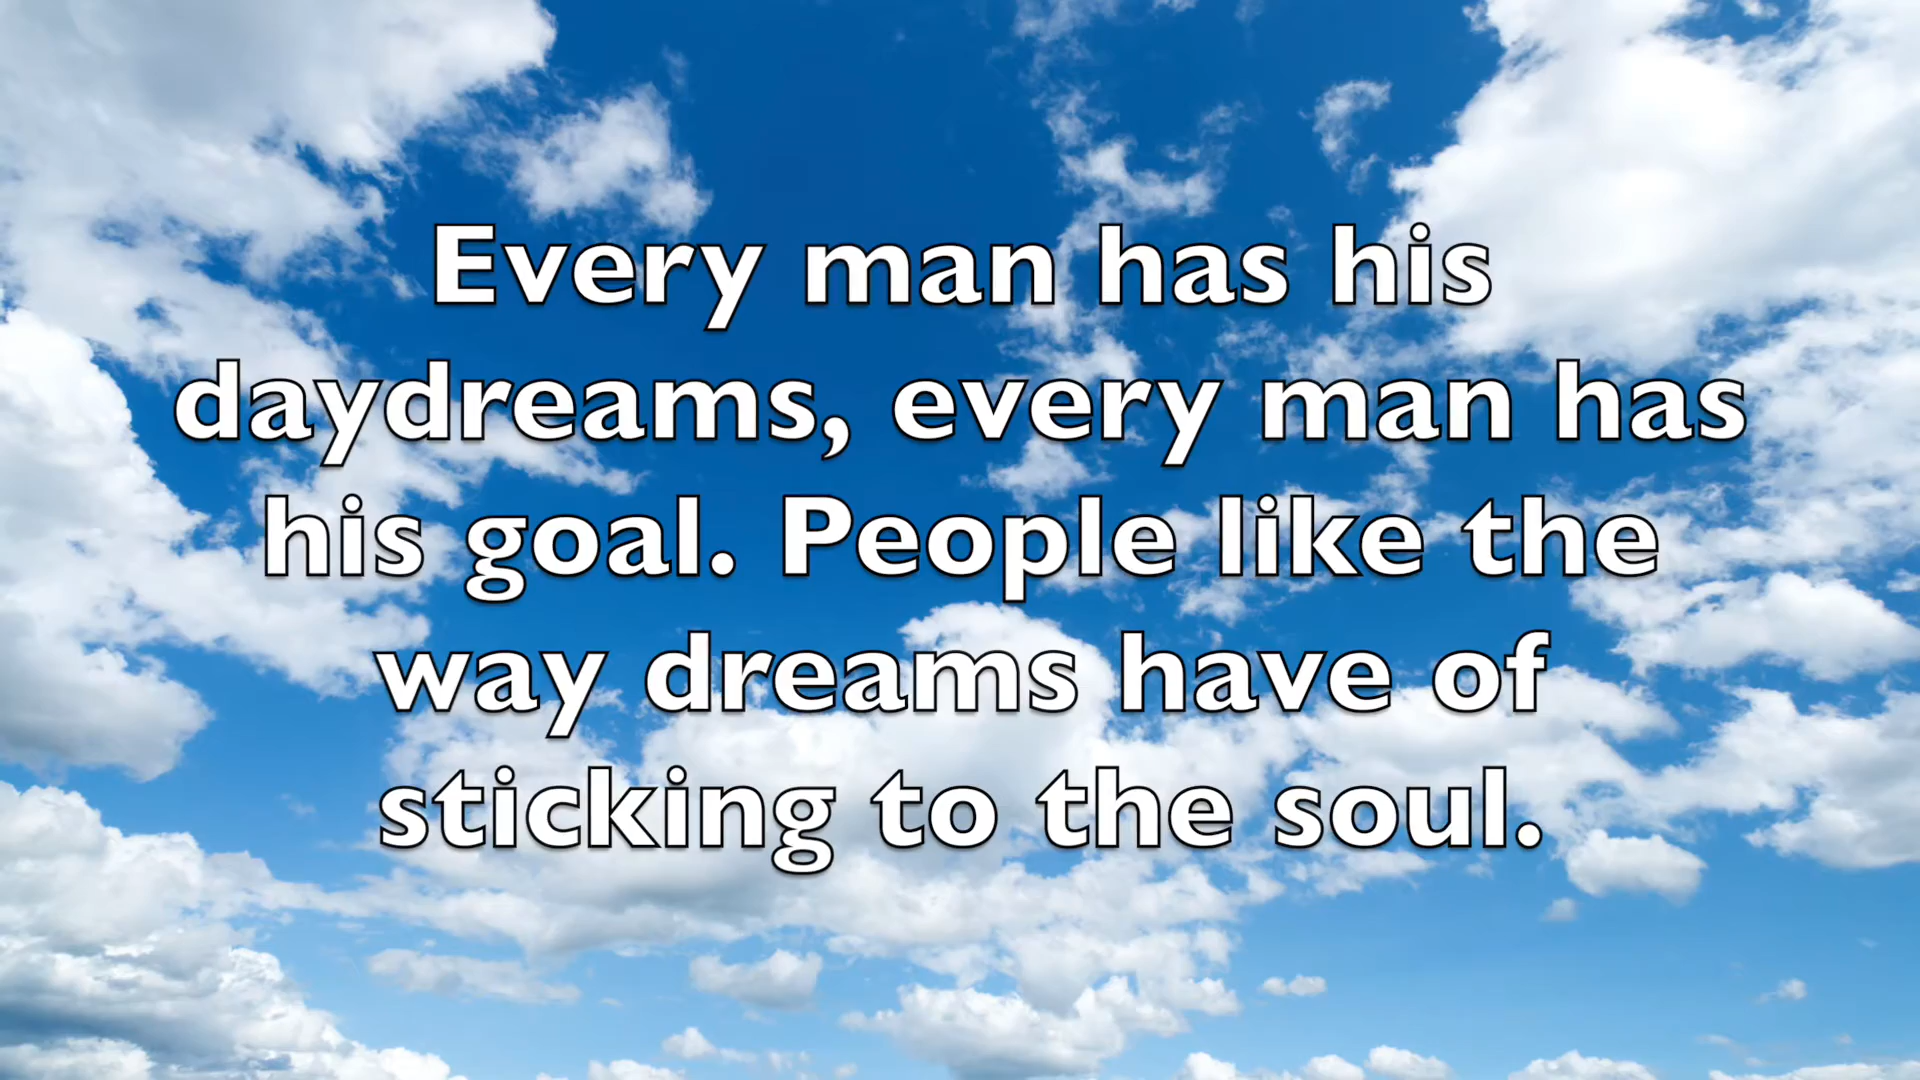 Every man has his
daydreams, every man has
his goal. People like the
way dreams have of
sticking to the soul.